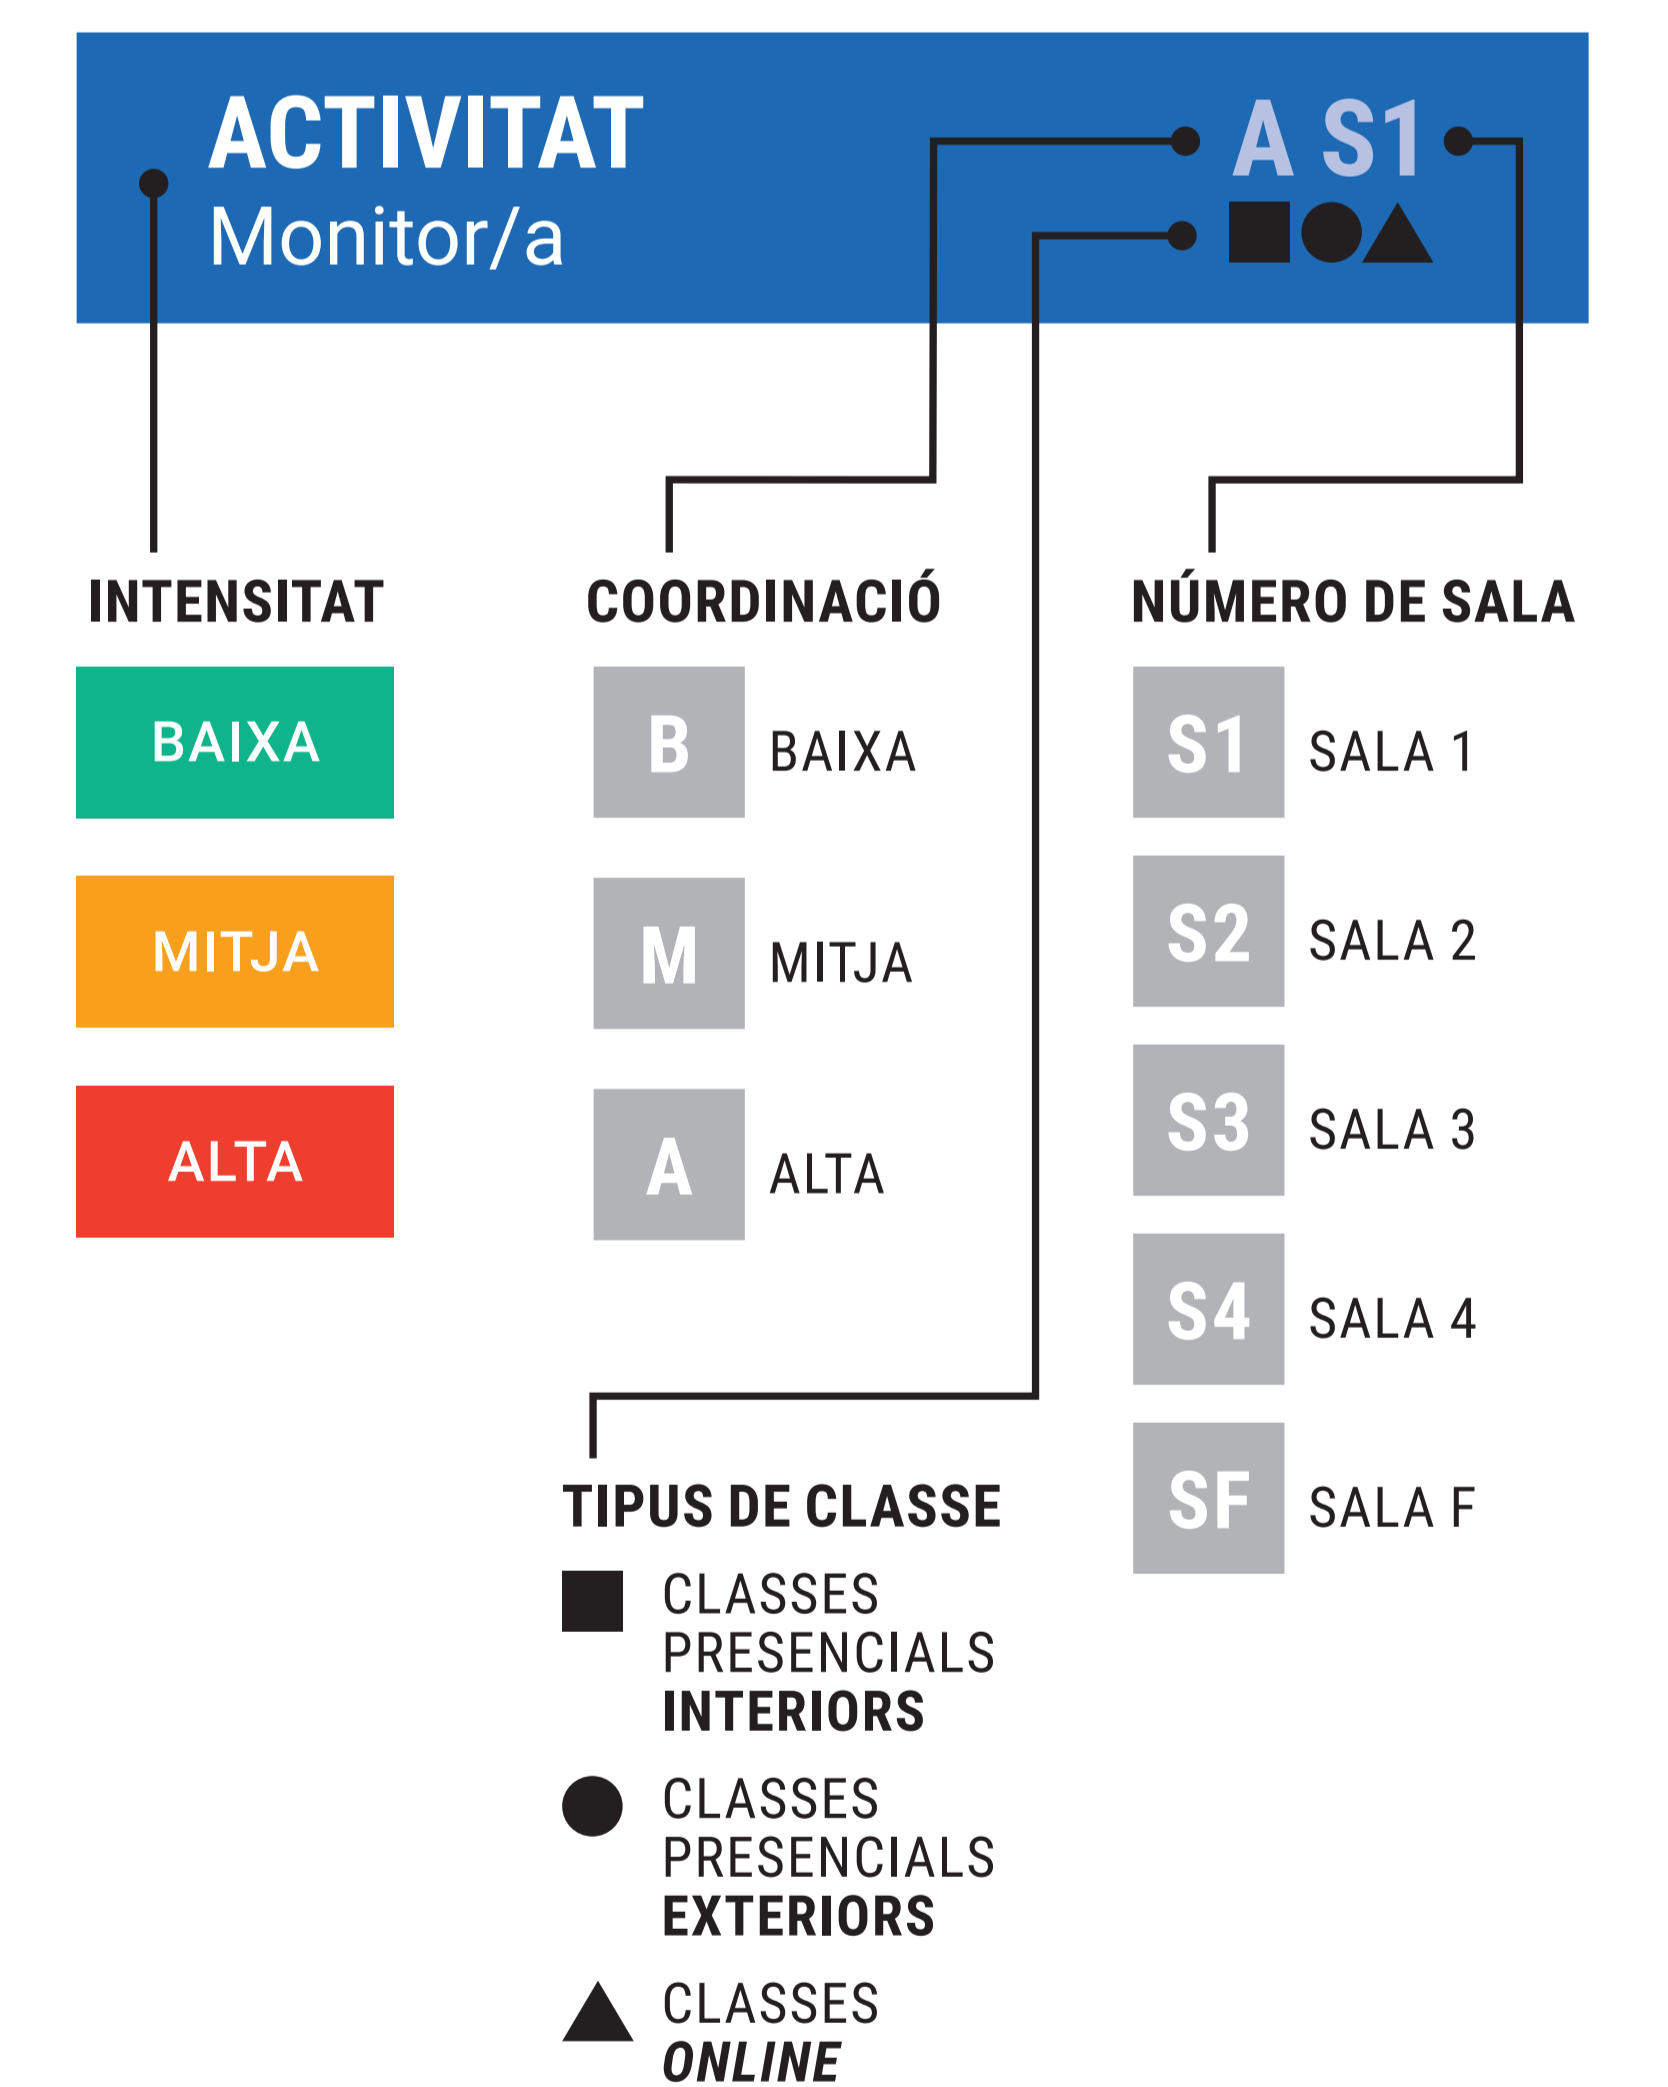 ACTIVITAT
Monitor/a
A S1
INTENSITAT
BAIXA
MITJA
ALTA
COORDINACIÓ
B BAIXA
M MITJA
A ALTA
NÚMERO DE SALA
S1 SALA 1
S2 SALA 2
S3 SALA 3
S4 SALA 4
SF SALA F
TIPUS DE CLASSE
CLASSES
PRESENCIALS
INTERIORS
CLASSES
PRESENCIALS
EXTERIORS
CLASSES
ONLINE